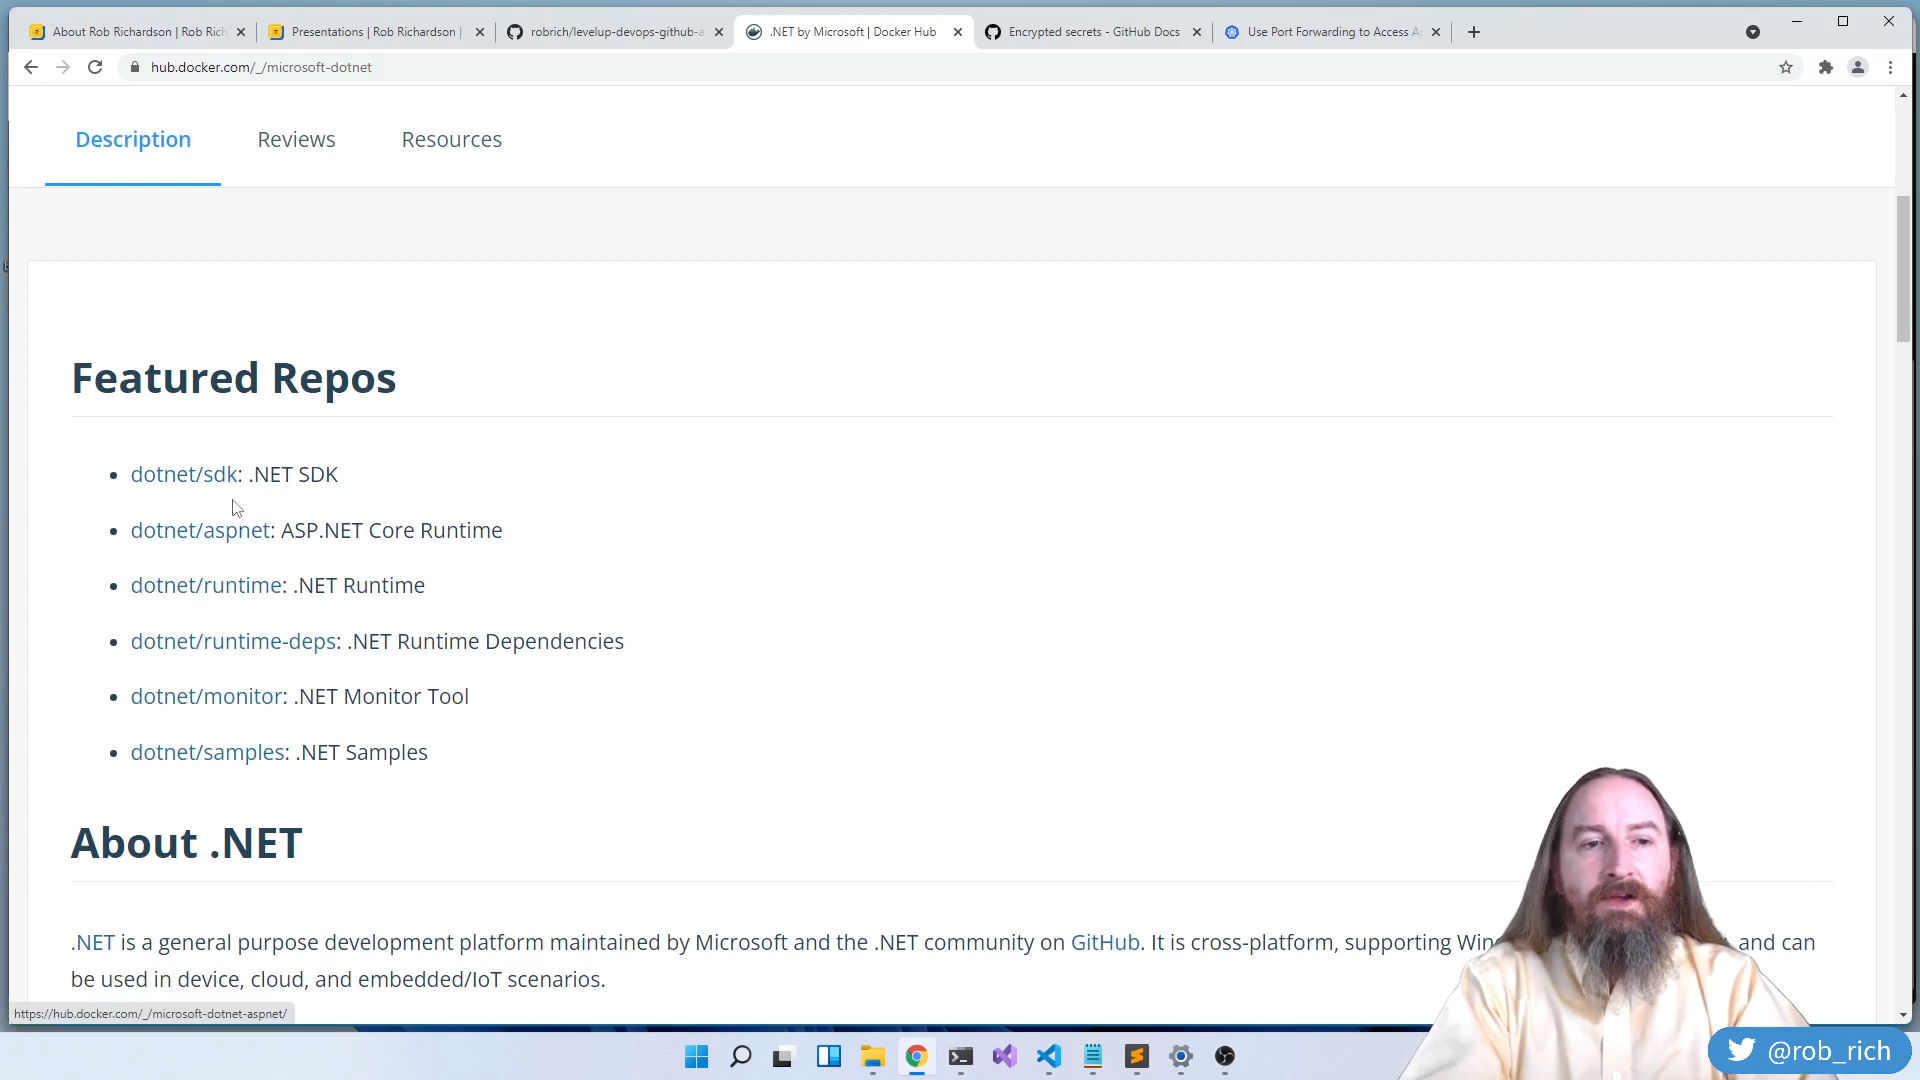 About Rob Richardson | Rob Rich
Presentations | Rob Richardson |
robrich/levelup-devops-github-a
.NET by Microsoft | Docker Hub
Encrypted secrets - GitHub Docs
Use Port Forwarding to Access Ap
hub.docker.com/_/microsoft-dotnet
Description Reviews Resources
Featured Repos
• dotnet/sdk: .NET SDK
• dotnet/aspnet: ASP.NET Core Runtime
• dotnet/runtime: .NET Runtime
• dotnet/runtime-deps: .NET Runtime Dependencies
• dotnet/monitor: .NET Monitor Tool
• dotnet/samples: .NET Samples
About .NET
.NET is a general purpose development platform maintained by Microsoft and the .NET community on GitHub. It is cross-platform, supporting Win and can
be used in device, cloud, and embedded/IoT scenarios.
https://hub.docker.com/_/microsoft-dotnet-aspnet/
@rob_rich